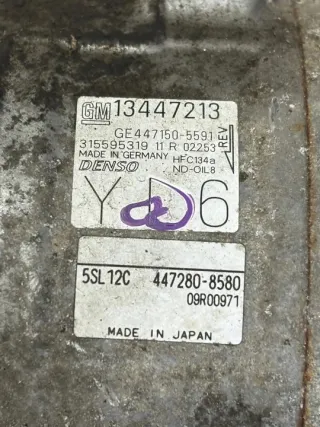 GM 13447213
GE447150-5591
315595319 11 R 02253
MADE IN GERMANY HFC134a
DENSO ND-OIL8
REV
Y 6
5SL12C 447280-8580
09R00971
MADE IN JAPAN